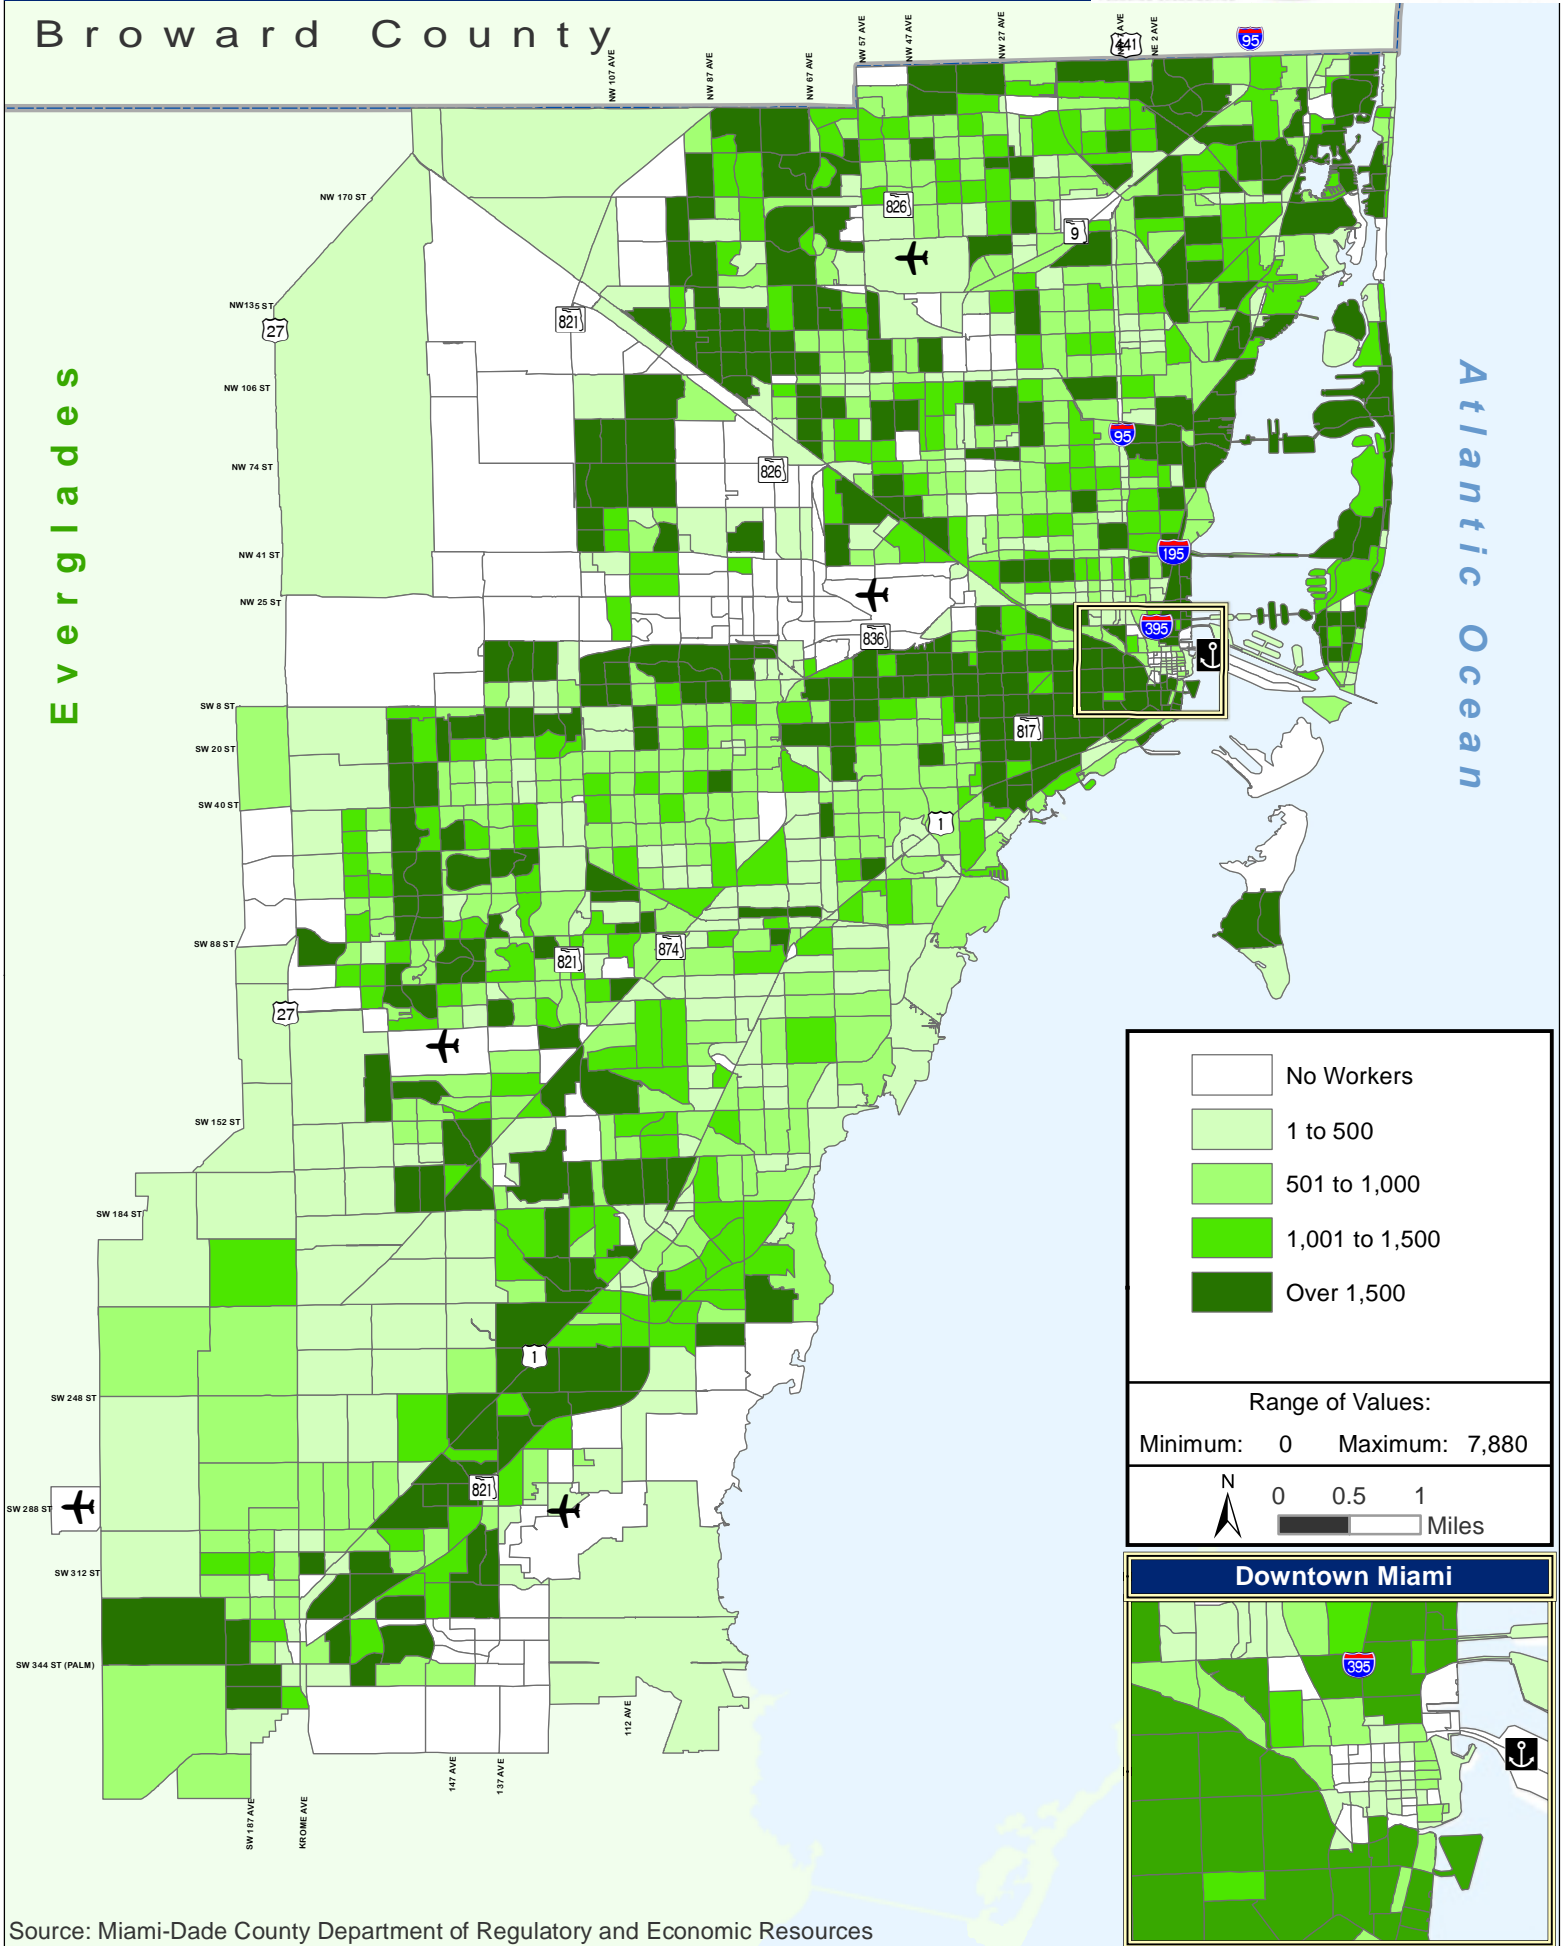 Broward County
NW 107 AVE
NW 87 AVE
NW 67 AVE
NW 57 AVE
NW 47 AVE
NW 27 AVE
AVE
NE 2 AVE
441
95
NW 170 ST
826
9
NW 135 ST
27
821
NW 106 ST
95
NW 74 ST
826
NW 41 ST
195
NW 25 ST
836
395
Everglades
Atlantic Ocean
SW 8 ST
817
SW 20 ST
SW 40 ST
1
SW 88 ST
821
874
27
SW 152 ST
SW 184 ST
1
SW 248 ST
821
SW 288 ST
SW 312 ST
SW 344 ST (PALM)
112 AVE
147 AVE
137 AVE
SW 187 AVE
KROME AVE
No Workers
1 to 500
501 to 1,000
1,001 to 1,500
Over 1,500
Range of Values:
Minimum: 0 Maximum: 7,880
N
0 0.5 1
Miles
Downtown Miami
395
Source: Miami-Dade County Department of Regulatory and Economic Resources